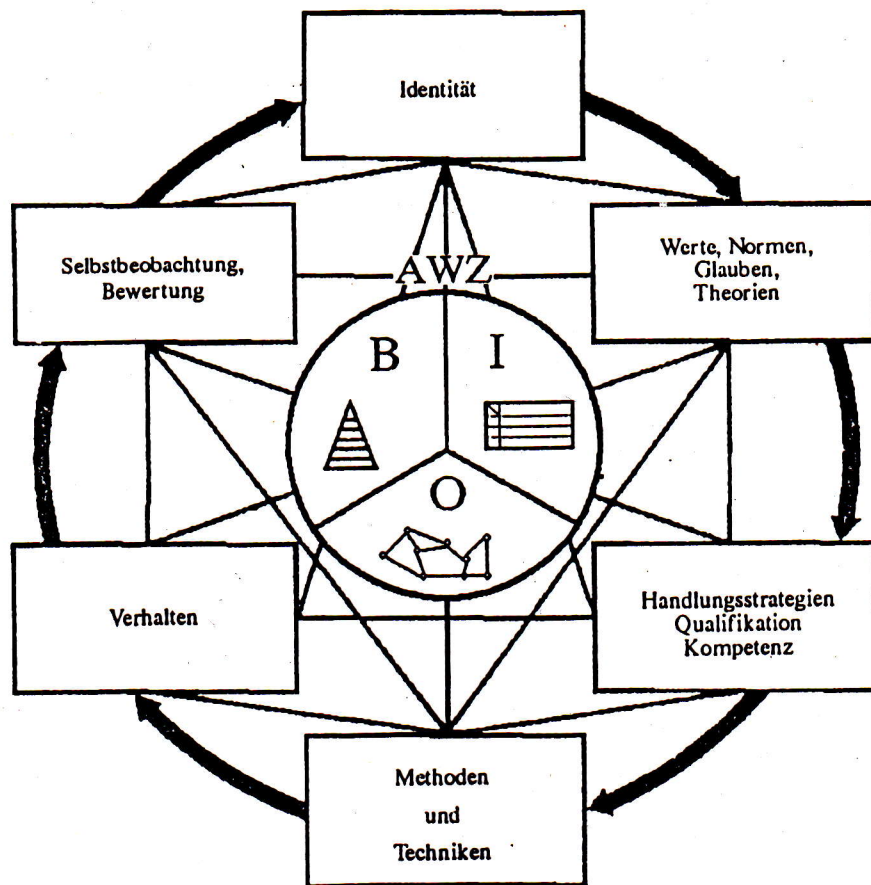 Identität
Selbstbeobachtung,
Bewertung
Werte, Normen,
Glauben,
Theorien
AWZ
B
I
O
Verhalten
Handlungsstrategien
Qualifikation
Kompetenz
Methoden
und
Techniken